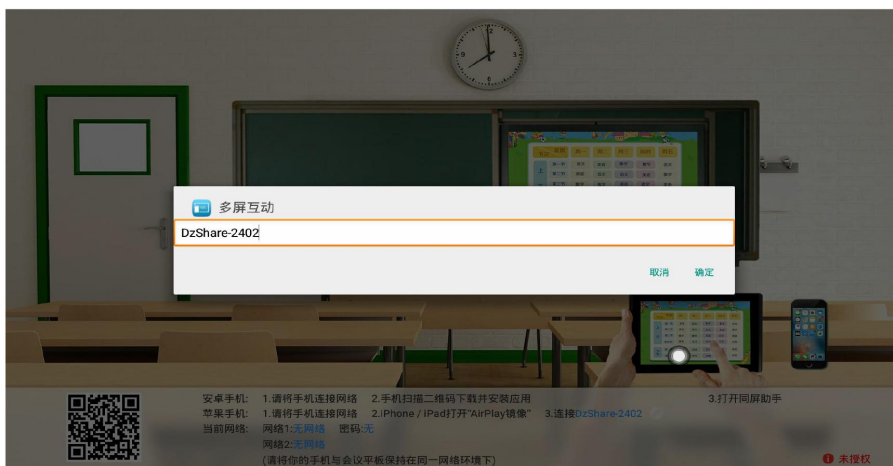 多屏互动
DzShare-2402
取消 确定
安卓手机: 1.请将手机连接网络 2.手机扫描二维码下载并安装应用 3.打开同屏助手
苹果手机: 1.请将手机连接网络 2.iPhone / iPad打开“AirPlay镜像” 3.连接DzShare-2402
当前网络: 网络1:无网络 密码:无
网络2:无网络
(请将你的手机与会议平板保持在同一网络环境下)
未授权